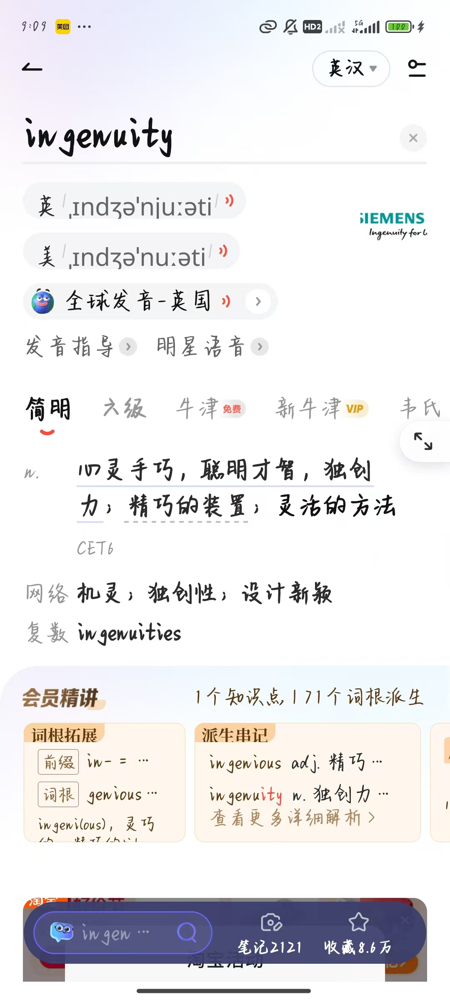 9:09 美团 ... HD2 5G 100
英汉
ingenuity
英 /ˌɪndʒəˈnjuːəti/
SIEMENS
Ingenuity for
美 /ˌɪndʒəˈnuːəti/
全球发音-英国
发音指导 明星语音
简明 六级 牛津 免费 新牛津 VIP 韦氏
n. 心灵手巧，聪明才智，独创
力；精巧的装置；灵活的方法
CET6
网络 机灵；独创性；设计新颖
复数 ingenuities
会员精讲 1个知识点 | 71个词根派生
词根拓展
前缀 in- = ...
词根 genious ...
ingeni(ous)，灵巧
派生串记
ingenious adj. 精巧 ...
ingenuity n. 独创力 ...
查看更多详细解析 >
淘宝
ingen ...
笔记2121 收藏8.6万
淘宝活动